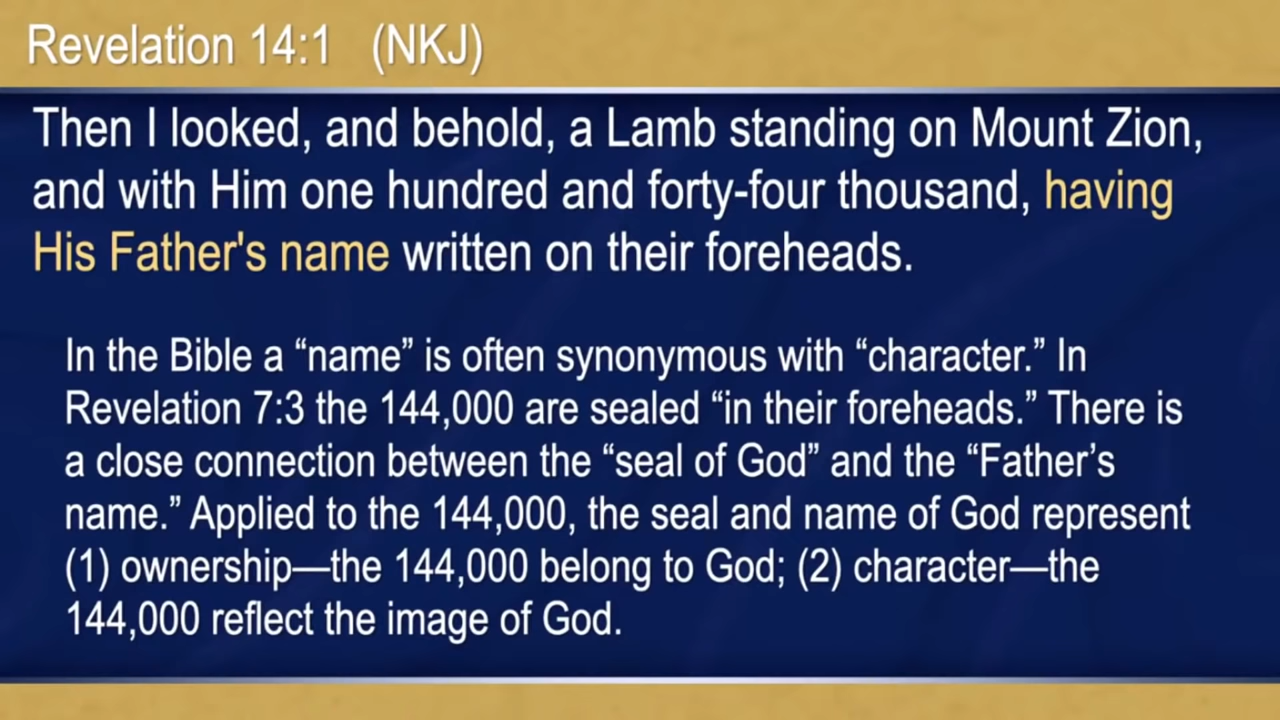 Revelation 14:1 (NKJ)
Then I looked, and behold, a Lamb standing on Mount Zion,
and with Him one hundred and forty-four thousand, having
His Father's name written on their foreheads.
In the Bible a “name” is often synonymous with “character.” In
Revelation 7:3 the 144,000 are sealed “in their foreheads.” There is
a close connection between the “seal of God” and the “Father’s
name.” Applied to the 144,000, the seal and name of God represent
(1) ownership—the 144,000 belong to God; (2) character—the
144,000 reflect the image of God.